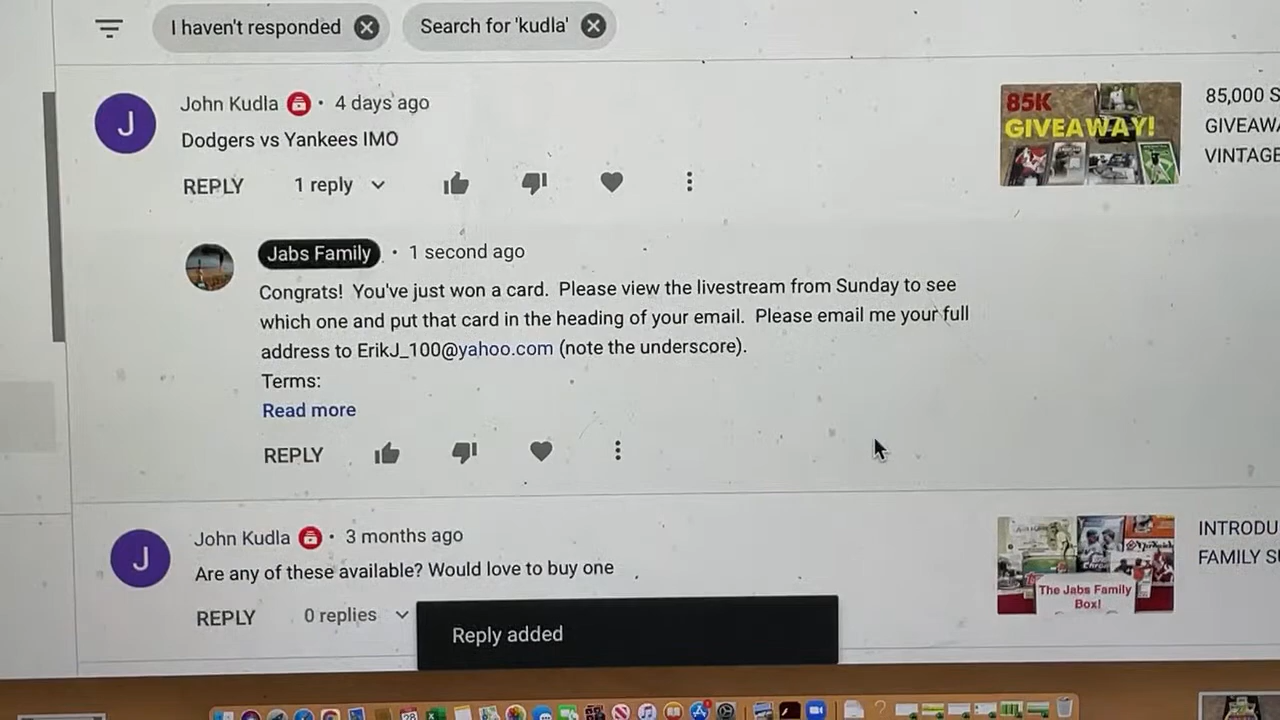 I haven't responded
Search for 'kudla'
John Kudla · 4 days ago
Dodgers vs Yankees IMO
REPLY
1 reply
85K
GIVEAWAY!
85,000 S
GIVEAWA
VINTAGE
Jabs Family · 1 second ago
Congrats! You've just won a card. Please view the livestream from Sunday to see
which one and put that card in the heading of your email. Please email me your full
address to ErikJ_100@yahoo.com (note the underscore).
Terms:
Read more
REPLY
John Kudla · 3 months ago
Are any of these available? Would love to buy one
REPLY
0 replies
The Jabs Family
Box!
INTRODU
FAMILY SU
Reply added
28